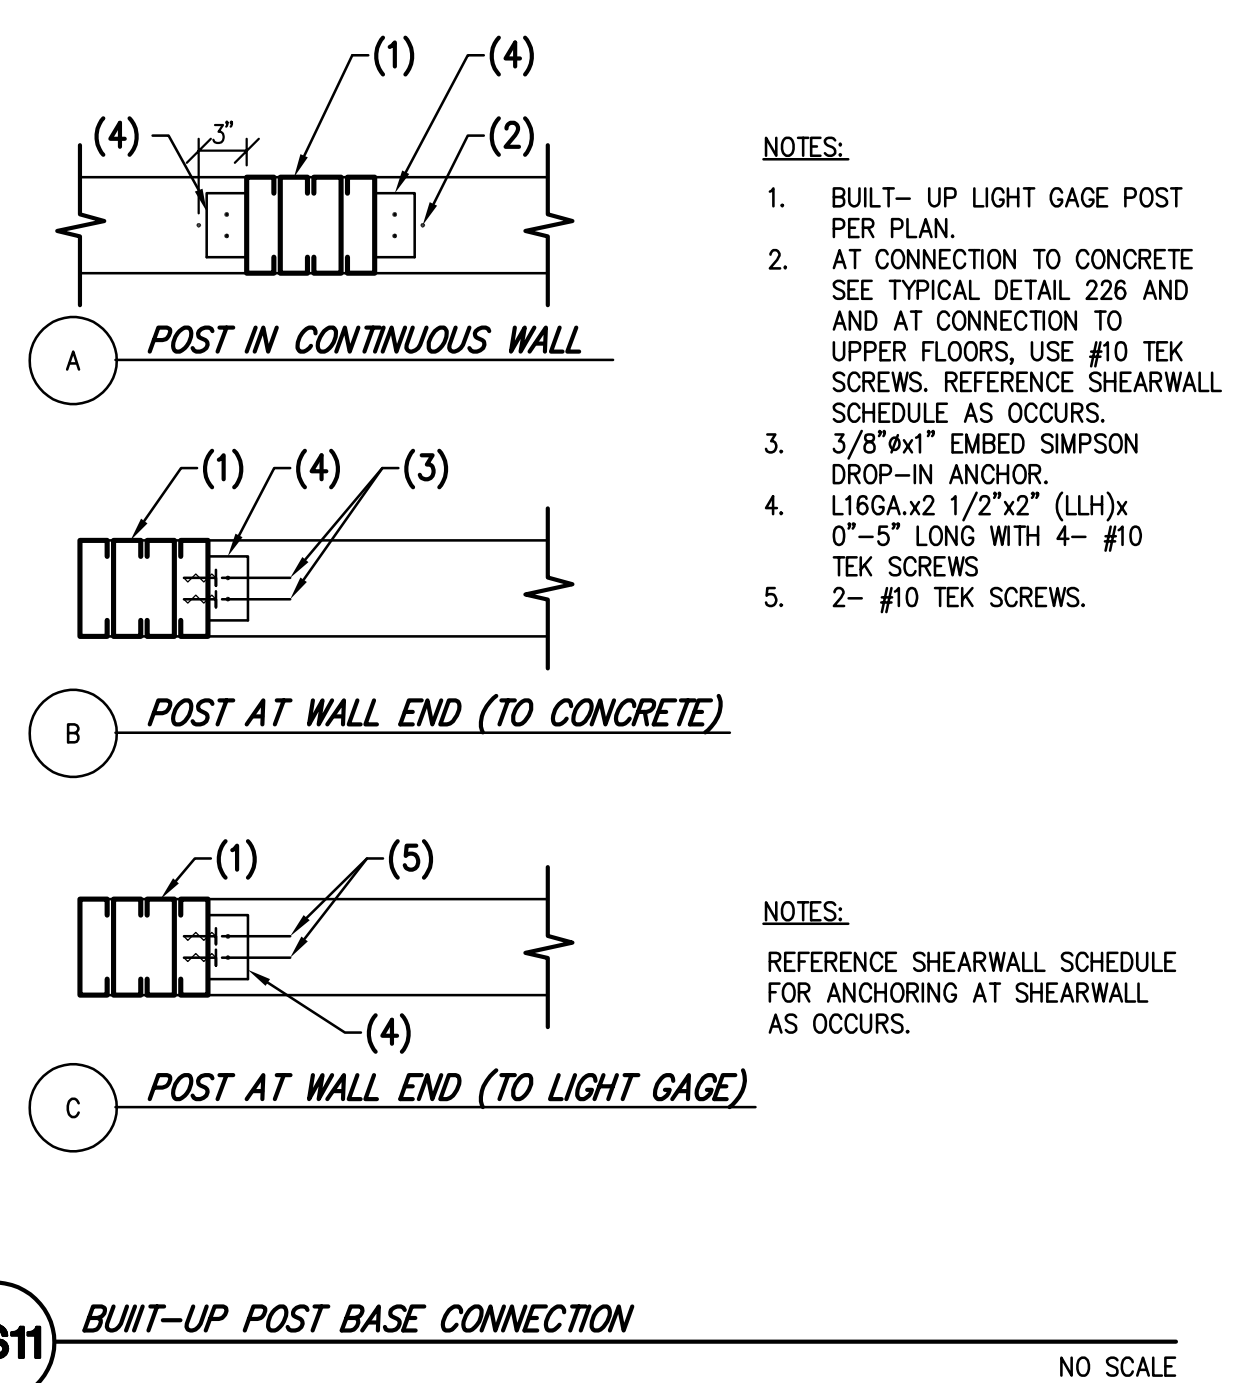 (1)
(4)
(4)
3"
(2)
A
POST IN CONTINUOUS WALL
(1)
(4)
(3)
B
POST AT WALL END (TO CONCRETE)
(1)
(5)
(4)
C
POST AT WALL END (TO LIGHT GAGE)
NOTES:
1. BUILT- UP LIGHT GAGE POST
PER PLAN.
2. AT CONNECTION TO CONCRETE
SEE TYPICAL DETAIL 226 AND
AND AT CONNECTION TO
UPPER FLOORS, USE #10 TEK
SCREWS. REFERENCE SHEARWALL
SCHEDULE AS OCCURS.
3. 3/8"øx1" EMBED SIMPSON
DROP-IN ANCHOR.
4. L16GA.x2 1/2"x2" (LLH)x
0"-5" LONG WITH 4- #10
TEK SCREWS
5. 2- #10 TEK SCREWS.
NOTES:
REFERENCE SHEARWALL SCHEDULE
FOR ANCHORING AT SHEARWALL
AS OCCURS.
BUIIT-UP POST BASE CONNECTION
NO SCALE